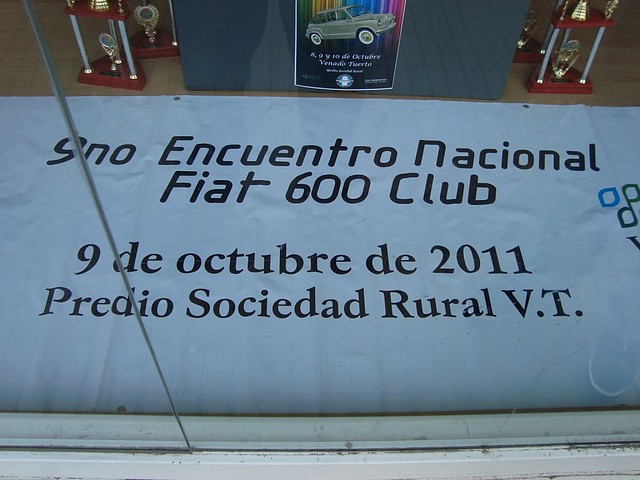 8, 9 y 10 de Octubre
Venado Tuerto
9no Encuentro Nacional
Fiat 600 Club
9 de octubre de 2011
Predio Sociedad Rural V.T.